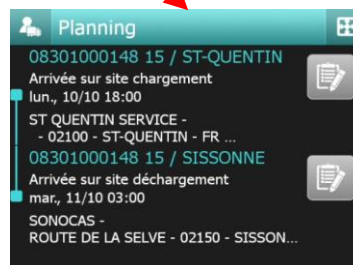 Planning
08301000148 15 / ST-QUENTIN
Arrivée sur site chargement
lun., 10/10 18:00
ST QUENTIN SERVICE -
- 02100 - ST-QUENTIN - FR ...
08301000148 15 / SISSONNE
Arrivée sur site déchargement
mar., 11/10 03:00
SONOCAS -
ROUTE DE LA SELVE - 02150 - SISSON...